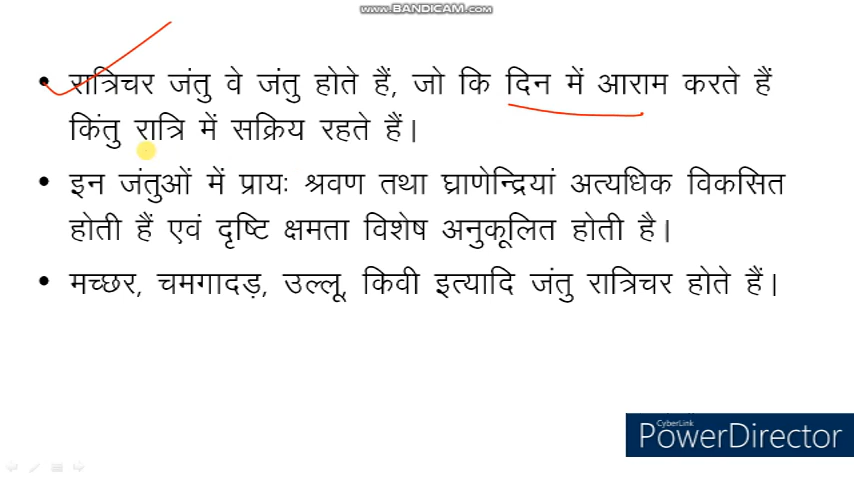 WWW.BANDICAM.COM
• रात्रिचर जंतु वे जंतु होते हैं, जो कि दिन में आराम करते हैं
किंतु रात्रि में सक्रिय रहते हैं।
• इन जंतुओं में प्रायः श्रवण तथा घ्राणेन्द्रियां अत्यधिक विकसित
होती हैं एवं दृष्टि क्षमता विशेष अनुकूलित होती है।
• मच्छर, चमगादड़, उल्लू, किवी इत्यादि जंतु रात्रिचर होते हैं।
CyberLink
PowerDirector